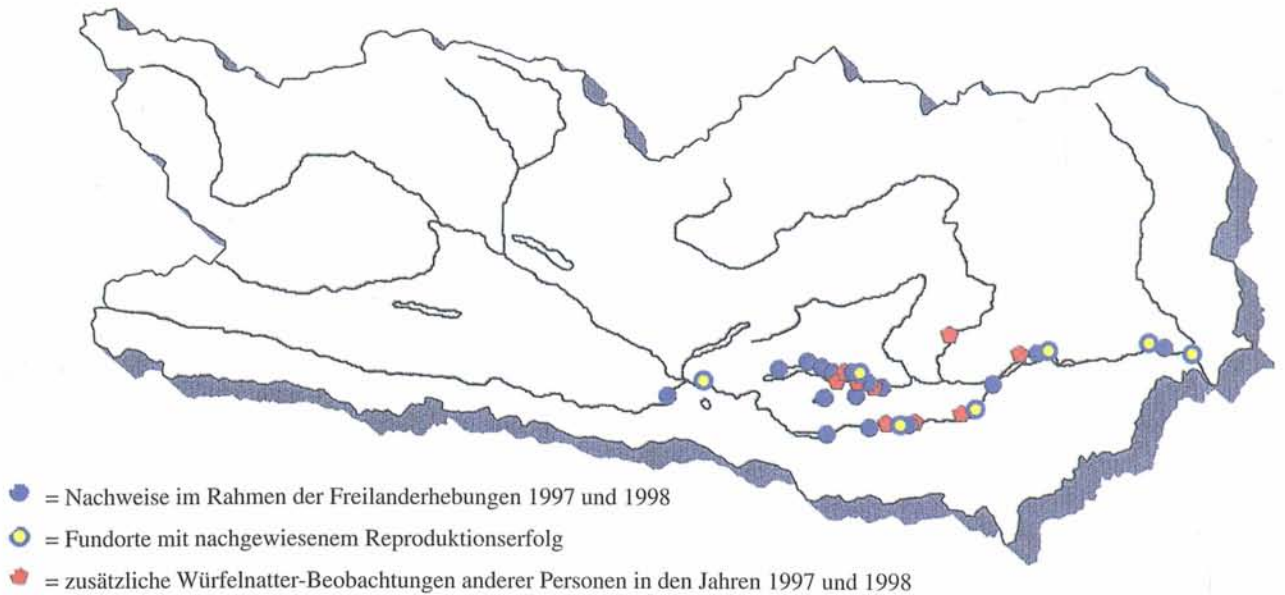 = Nachweise im Rahmen der Freilanderhebungen 1997 und 1998
= Fundorte mit nachgewiesenem Reproduktionserfolg
= zusätzliche Würfelnatter-Beobachtungen anderer Personen in den Jahren 1997 und 1998